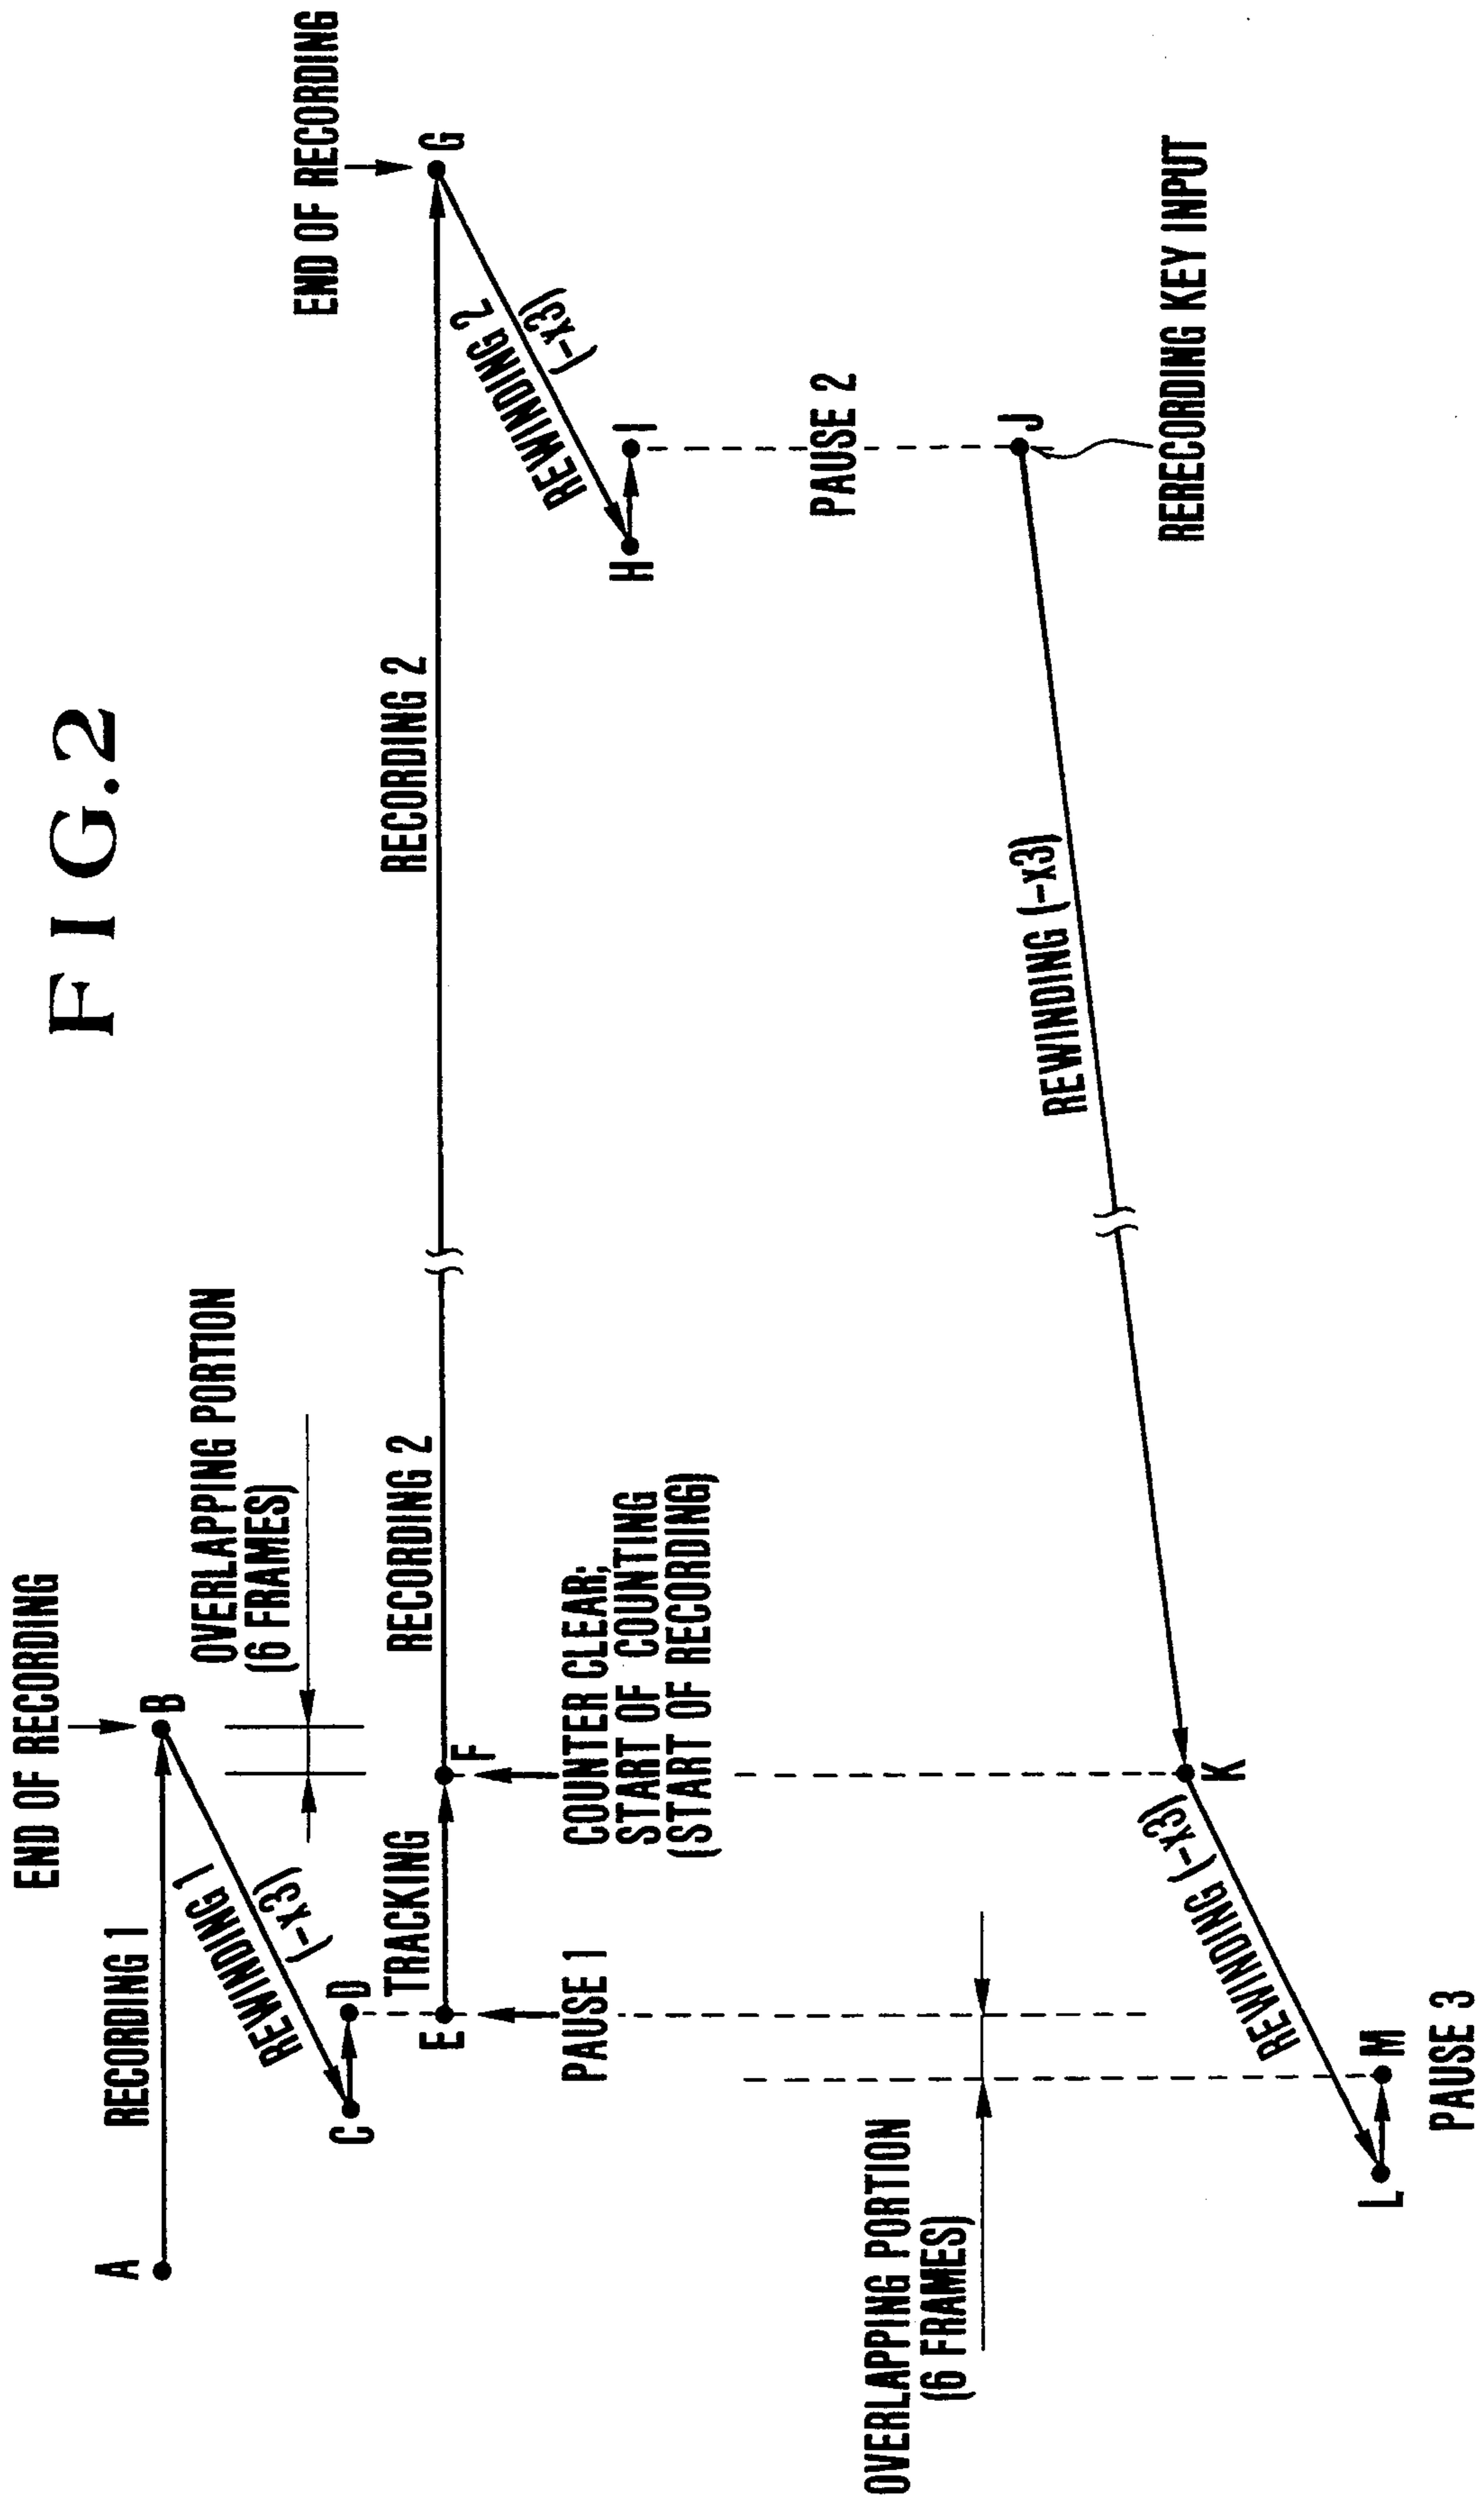 FIG.2
END OF RECORDING
A
RECORDING 1
B
REWINDING 1
(-x3)
OVERLAPPING PORTION
(6 FRAMES)
C
D
END OF RECORDING
E
TRACKING
RECORDING 2
F
RECORDING 2
G
PAUSE 1
COUNTER CLEAR;
START OF COUNTING
(START OF RECORDING)
REWINDING 2
(-x3)
H
I
PAUSE 2
OVERLAPPING PORTION
(6 FRAMES)
REWINDING (-x3)
J
RERECORDING KEY INPUT
K
REWINDING (-x3)
L
M
PAUSE 3